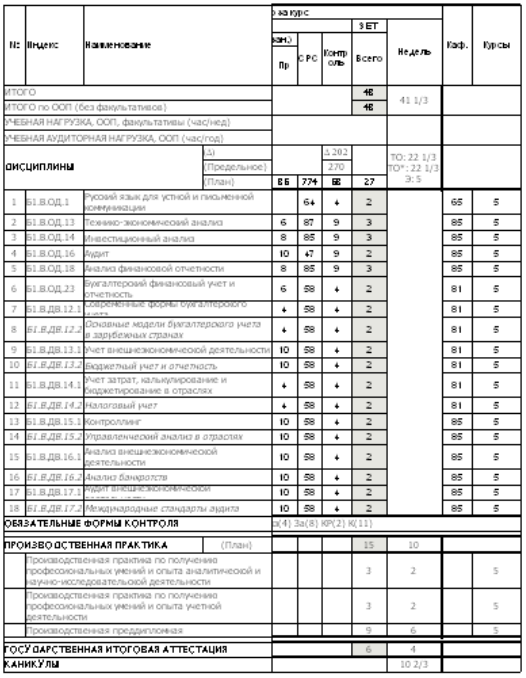 о на курс
ЗЕТ
№ Индекс Наименование Пр СРС Контр оль Всего Недель Каф. Курсы
ИТОГО 48 41 1/3
ИТОГО по ООП (без факультативов) 48
УЧЕБНАЯ НАГРУЗКА, ООП, факультативы (час/нед)
УЧЕБНАЯ АУДИТОРНАЯ НАГРУЗКА, ООП (час/год)
(Δ) Δ 202 ТО: 22 1/3
ДИСЦИПЛИНЫ (Предельное) 270 ТО*: 22 1/3
(План) 86 774 68 27 Э: 5
1 Б1.В.ОД.1 Русский язык для устной и письменной коммуникации 64 4 2 65 5
2 Б1.В.ОД.13 Технико-экономический анализ 6 87 9 3 85 5
3 Б1.В.ОД.14 Инвестиционный анализ 8 85 9 3 85 5
4 Б1.В.ОД.16 Аудит 10 47 9 2 85 5
5 Б1.В.ОД.18 Анализ финансовой отчетности 8 85 9 3 85 5
6 Б1.В.ОД.23 Бухгалтерский финансовый учет и отчетность 6 58 4 2 81 5
7 Б1.В.ДВ.12.1 Современные формы бухгалтерского учета 4 58 4 2 81 5
8 Б1.В.ДВ.12.2 Основные модели бухгалтерского учета в зарубежных странах 4 58 4 2 81 5
9 Б1.В.ДВ.13.1 Учет внешнеэкономической деятельности 10 58 4 2 81 5
10 Б1.В.ДВ.13.2 Бюджетный учет и отчетность 10 58 4 2 81 5
11 Б1.В.ДВ.14.1 Учет затрат, калькулирование и бюджетирование в отраслях 4 58 4 2 81 5
12 Б1.В.ДВ.14.2 Налоговый учет 4 58 4 2 81 5
13 Б1.В.ДВ.15.1 Контроллинг 10 58 4 2 85 5
14 Б1.В.ДВ.15.2 Управленческий анализ в отраслях 10 58 4 2 85 5
15 Б1.В.ДВ.16.1 Анализ внешнеэкономической деятельности 10 58 4 2 85 5
16 Б1.В.ДВ.16.2 Анализ банкротств 10 58 4 2 85 5
17 Б1.В.ДВ.17.1 Аудит внешнеэкономической 10 58 4 2 85 5
18 Б1.В.ДВ.17.2 Международные стандарты аудита 10 58 4 2 85 5
ОБЯЗАТЕЛЬНЫЕ ФОРМЫ КОНТРОЛЯ (4) За(8) КР(2) К(11)
ПРОИЗВОДСТВЕННАЯ ПРАКТИКА (План) 15 10
Производственная практика по получению
профессиональных умений и опыта аналитической и 3 2 5
научно-исследовательской деятельности
Производственная практика по получению
профессиональных умений и опыта учетной 3 2 5
деятельности
Производственная преддипломная 9 6 5
ГОСУДАРСТВЕННАЯ ИТОГОВАЯ АТТЕСТАЦИЯ 6 4
КАНИКУЛЫ 10 2/3